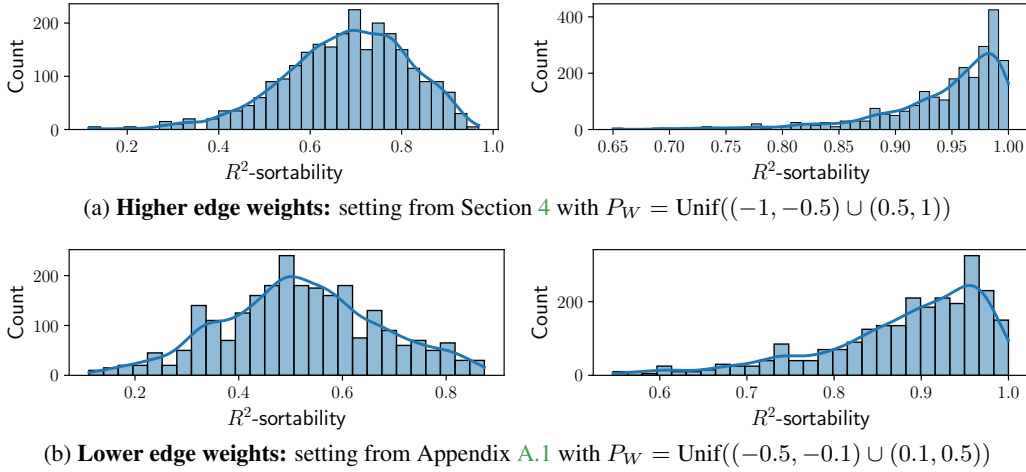 200
100
0
Count
0.2 0.4 0.6 0.8 1.0
R²-sortability
400
200
0
Count
0.65 0.70 0.75 0.80 0.85 0.90 0.95 1.00
R²-sortability
(a) Higher edge weights: setting from Section 4 with P_W = Unif((−1, −0.5) ∪ (0.5, 1))
200
100
0
Count
0.2 0.4 0.6 0.8
R²-sortability
200
0
Count
0.6 0.7 0.8 0.9 1.0
R²-sortability
(b) Lower edge weights: setting from Appendix A.1 with P_W = Unif((−0.5, −0.1) ∪ (0.1, 0.5))